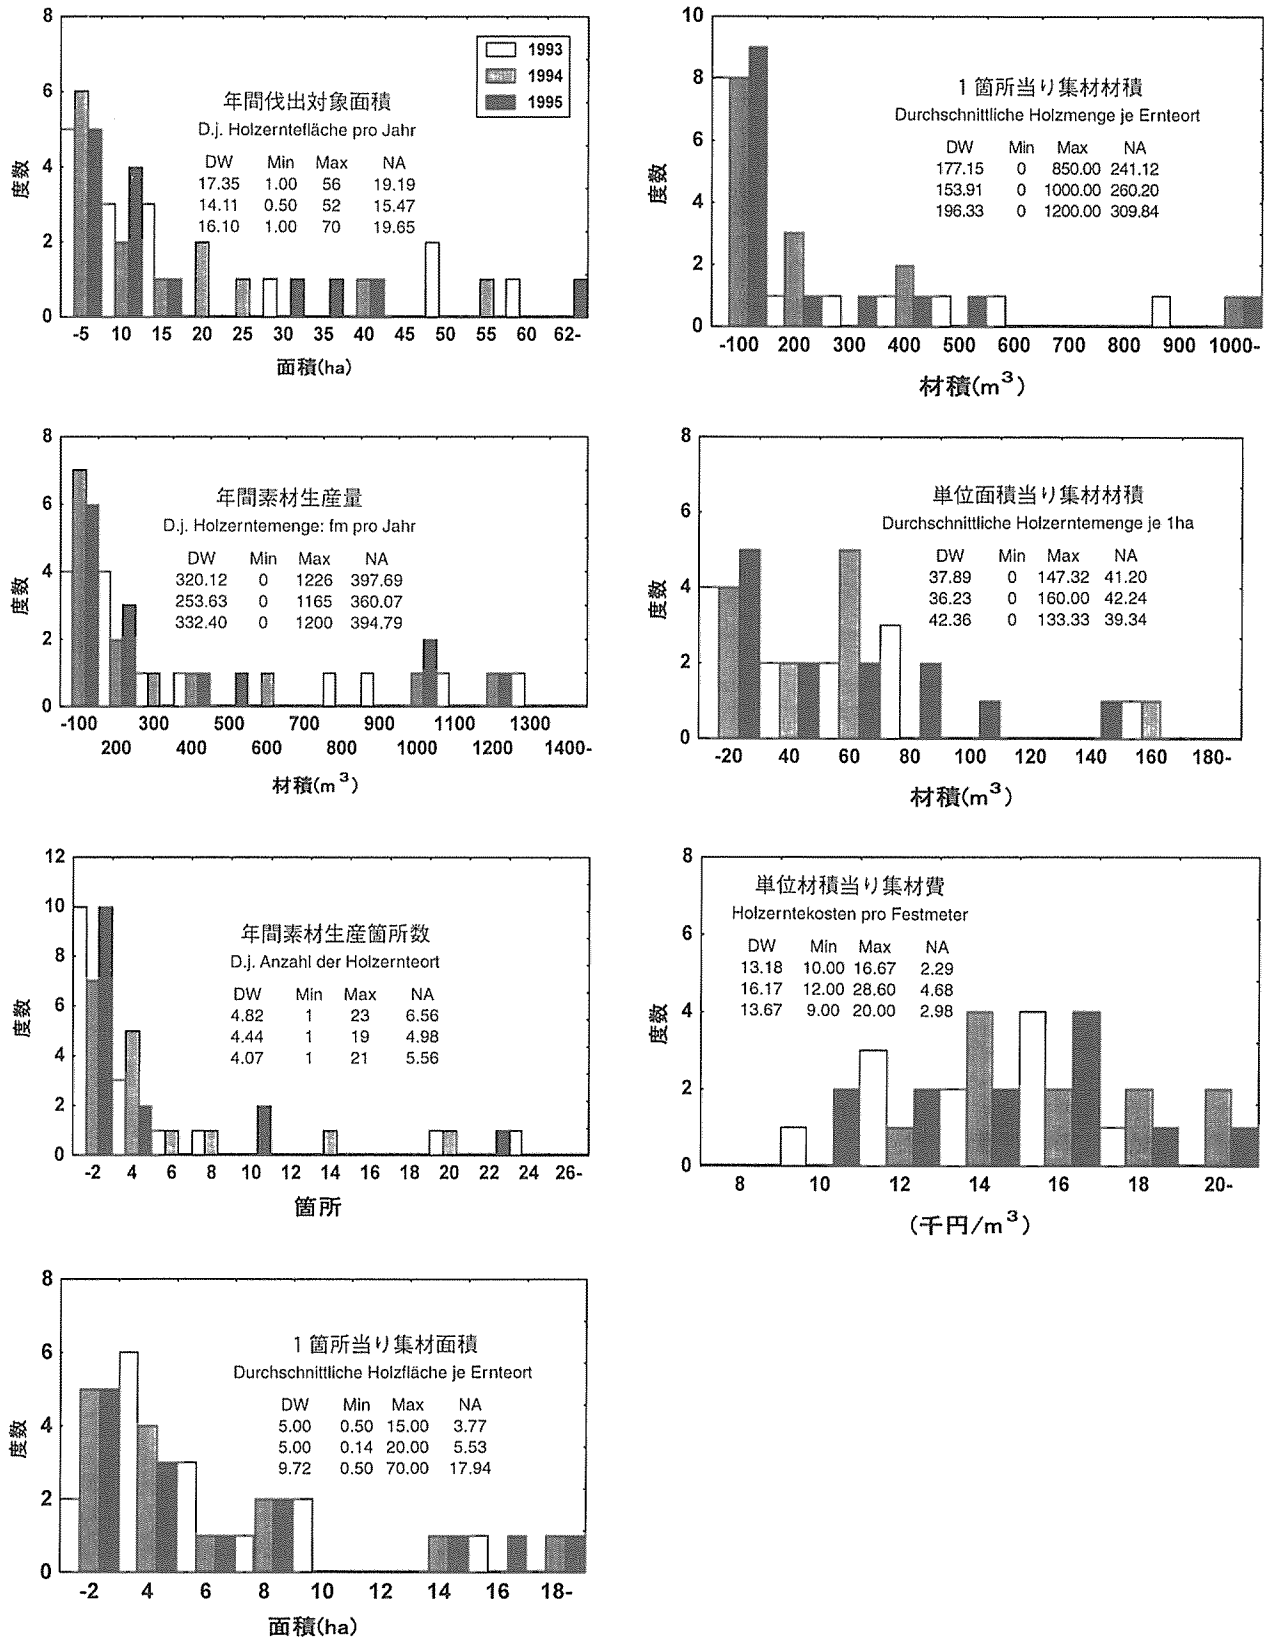 8
6
4
2
0
度数
1993
1994
1995
年間伐出対象面積
D.j. Holzerntefläche pro Jahr
DW Min Max NA
17.35 1.00 56 19.19
14.11 0.50 52 15.47
16.10 1.00 70 19.65
-5 10 15 20 25 30 35 40 45 50 55 60 62-
面積(ha)
10
8
6
4
2
0
度数
1箇所当り集材材積
Durchschnittliche Holzmenge je Ernteort
DW Min Max NA
177.15 0 850.00 241.12
153.91 0 1000.00 260.20
196.33 0 1200.00 309.84
-100 200 300 400 500 600 700 800 900 1000-
材積(m³)
8
6
4
2
0
度数
年間素材生産量
D.j. Holzerntemenge: fm pro Jahr
DW Min Max NA
320.12 0 1226 397.69
253.63 0 1165 360.07
332.40 0 1200 394.79
-100 300 500 700 900 1100 1300
200 400 600 800 1000 1200 1400-
材積(m³)
8
6
4
2
0
度数
単位面積当り集材材積
Durchschnittliche Holzerntemenge je 1ha
DW Min Max NA
37.89 0 147.32 41.20
36.23 0 160.00 42.24
42.36 0 133.33 39.34
-20 40 60 80 100 120 140 160 180-
材積(m³)
12
10
8
6
4
2
0
度数
年間素材生産箇所数
D.j. Anzahl der Holzernteort
DW Min Max NA
4.82 1 23 6.56
4.44 1 19 4.98
4.07 1 21 5.56
-2 4 6 8 10 12 14 16 18 20 22 24 26-
箇所
8
6
4
2
0
度数
単位材積当り集材費
Holzerntekosten pro Festmeter
DW Min Max NA
13.18 10.00 16.67 2.29
16.17 12.00 28.60 4.68
13.67 9.00 20.00 2.98
8 10 12 14 16 18 20-
(千円/m³)
8
6
4
2
0
度数
1箇所当り集材面積
Durchschnittliche Holzfläche je Ernteort
DW Min Max NA
5.00 0.50 15.00 3.77
5.00 0.14 20.00 5.53
9.72 0.50 70.00 17.94
-2 4 6 8 10 12 14 16 18-
面積(ha)